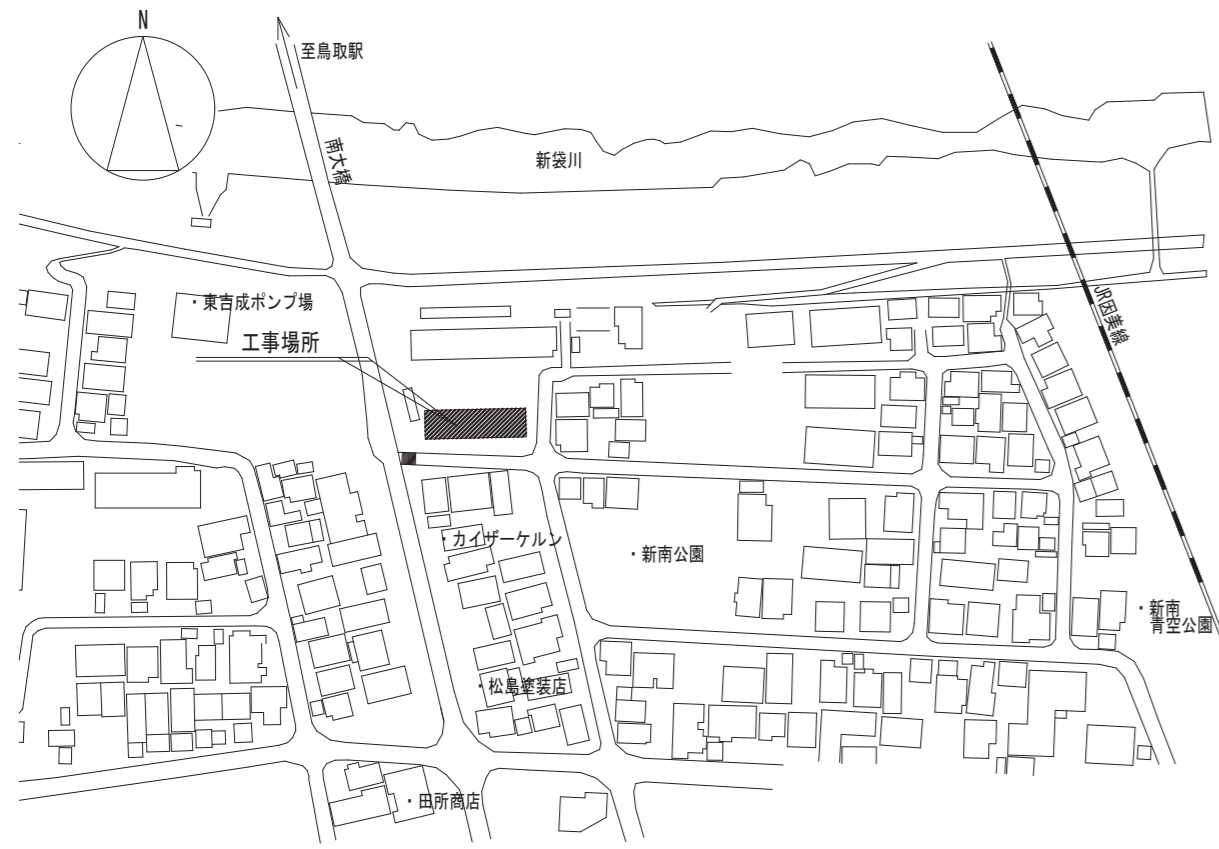 N
至鳥取駅
南大橋
新袋川
・東吉成ポンプ場
工事場所
JR因美線
・カイザーケルン
・新南公園
・新南
青空公園
・松島塗装店
・田所商店